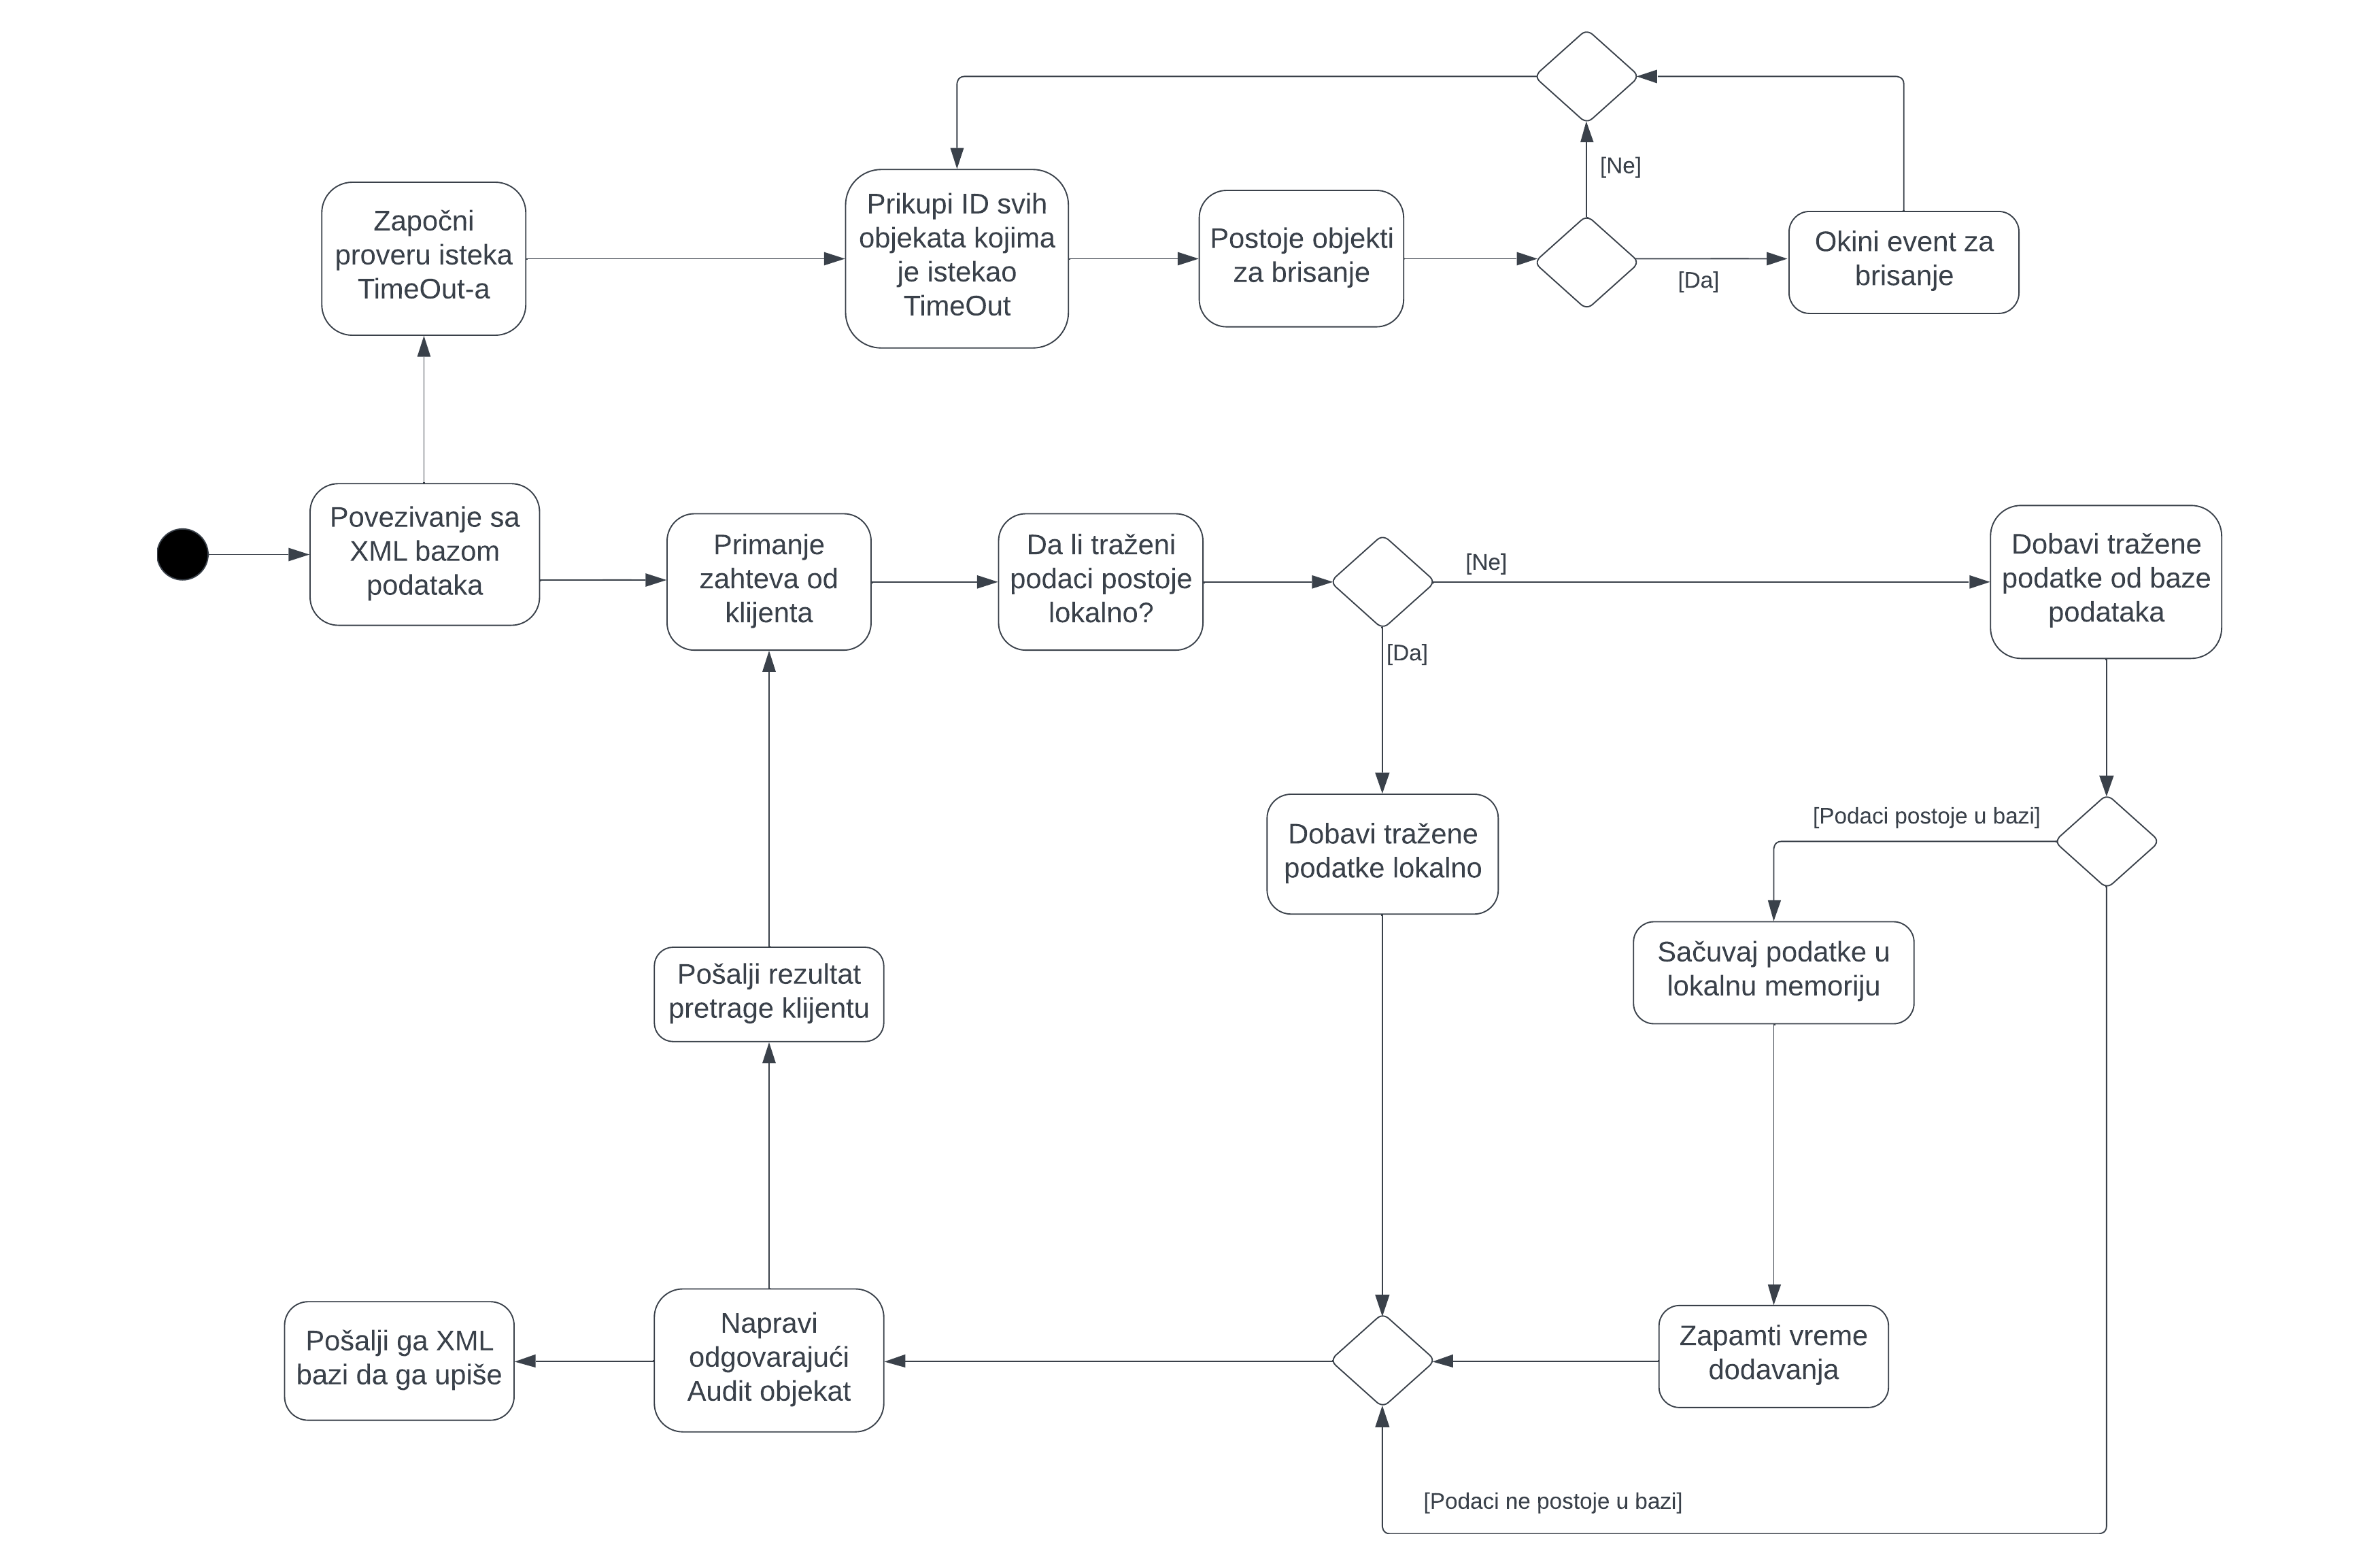 [Ne]
Započni
proveru isteka
TimeOut-a
Prikupi ID svih
objekata kojima
je istekao
TimeOut
Postoje objekti
za brisanje
[Da]
Okini event za
brisanje
Povezivanje sa
XML bazom
podataka
Primanje
zahteva od
klijenta
Da li traženi
podaci postoje
lokalno?
[Ne]
[Da]
Dobavi tražene
podatke od baze
podataka
Dobavi tražene
podatke lokalno
[Podaci postoje u bazi]
Sačuvaj podatke u
lokalnu memoriju
Pošalji rezultat
pretrage klijentu
Pošalji ga XML
bazi da ga upiše
Napravi
odgovarajući
Audit objekat
Zapamti vreme
dodavanja
[Podaci ne postoje u bazi]